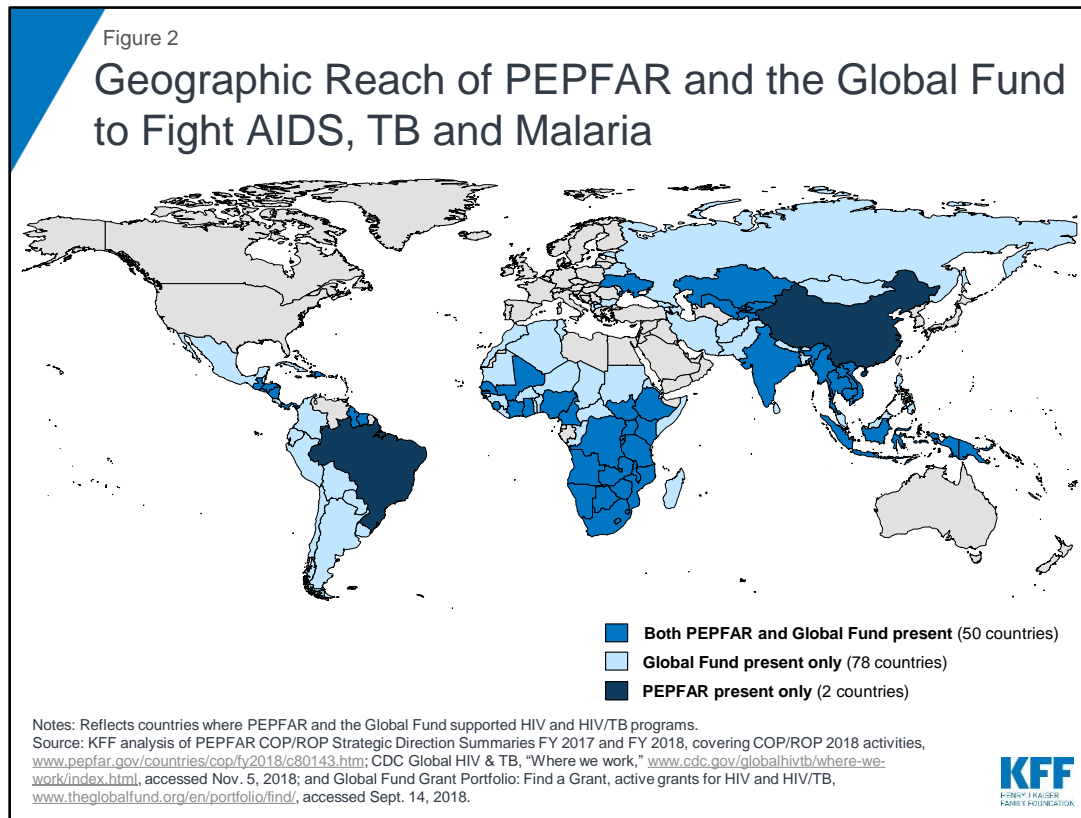 Figure 2
Geographic Reach of PEPFAR and the Global Fund
to Fight AIDS, TB and Malaria
Both PEPFAR and Global Fund present (50 countries)
Global Fund present only (78 countries)
PEPFAR present only (2 countries)
Notes: Reflects countries where PEPFAR and the Global Fund supported HIV and HIV/TB programs.
Source: KFF analysis of PEPFAR COP/ROP Strategic Direction Summaries FY 2017 and FY 2018, covering COP/ROP 2018 activities,
www.pepfar.gov/countries/cop/fy2018/c80143.htm; CDC Global HIV & TB, “Where we work,” www.cdc.gov/globalhivtb/where-we-
work/index.html, accessed Nov. 5, 2018; and Global Fund Grant Portfolio: Find a Grant, active grants for HIV and HIV/TB,
www.theglobalfund.org/en/portfolio/find/, accessed Sept. 14, 2018.
KFF
HENRY J KAISER
FAMILY FOUNDATION